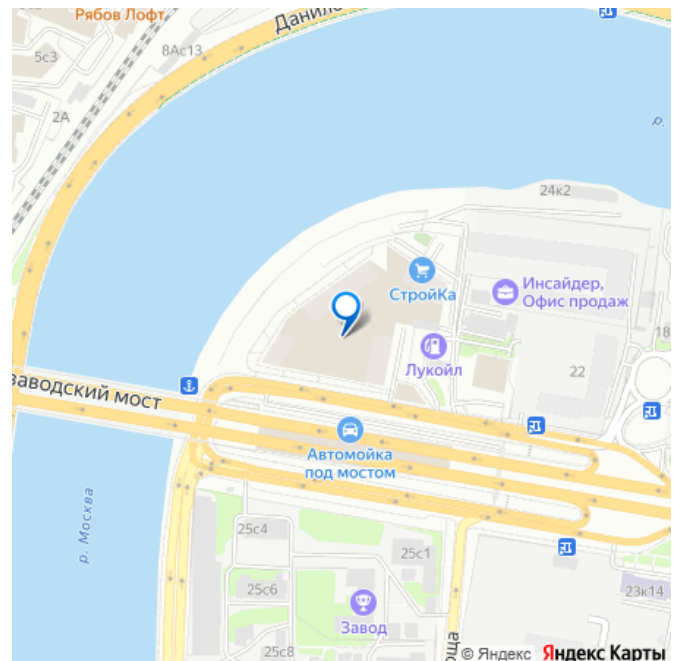 Рябов Лофт
Данило
5с3
8Ас13
2А
р.
24к2
СтройКа
Инсайдер,
Офис продаж
Лукойл
18
22
заводский мост
Автомойка
под мостом
р. Москва
25с4
25с1
25с6
23к14
Завод
25с8
оща
© Яндекс Яндекс Карты